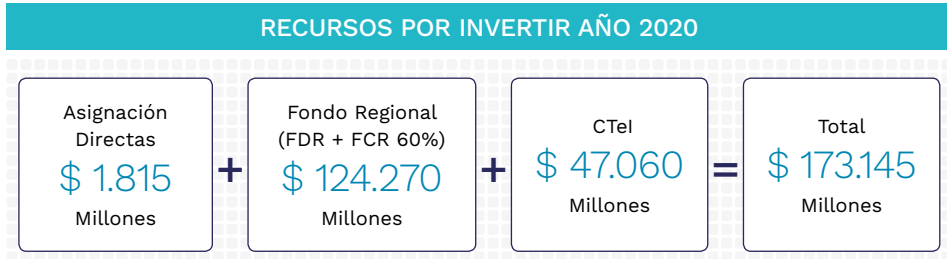 RECURSOS POR INVERTIR AÑO 2020
Asignación
Directas
$ 1.815
Millones
+
Fondo Regional
(FDR + FCR 60%)
$ 124.270
Millones
+
CTeI
$ 47.060
Millones
=
Total
$ 173.145
Millones